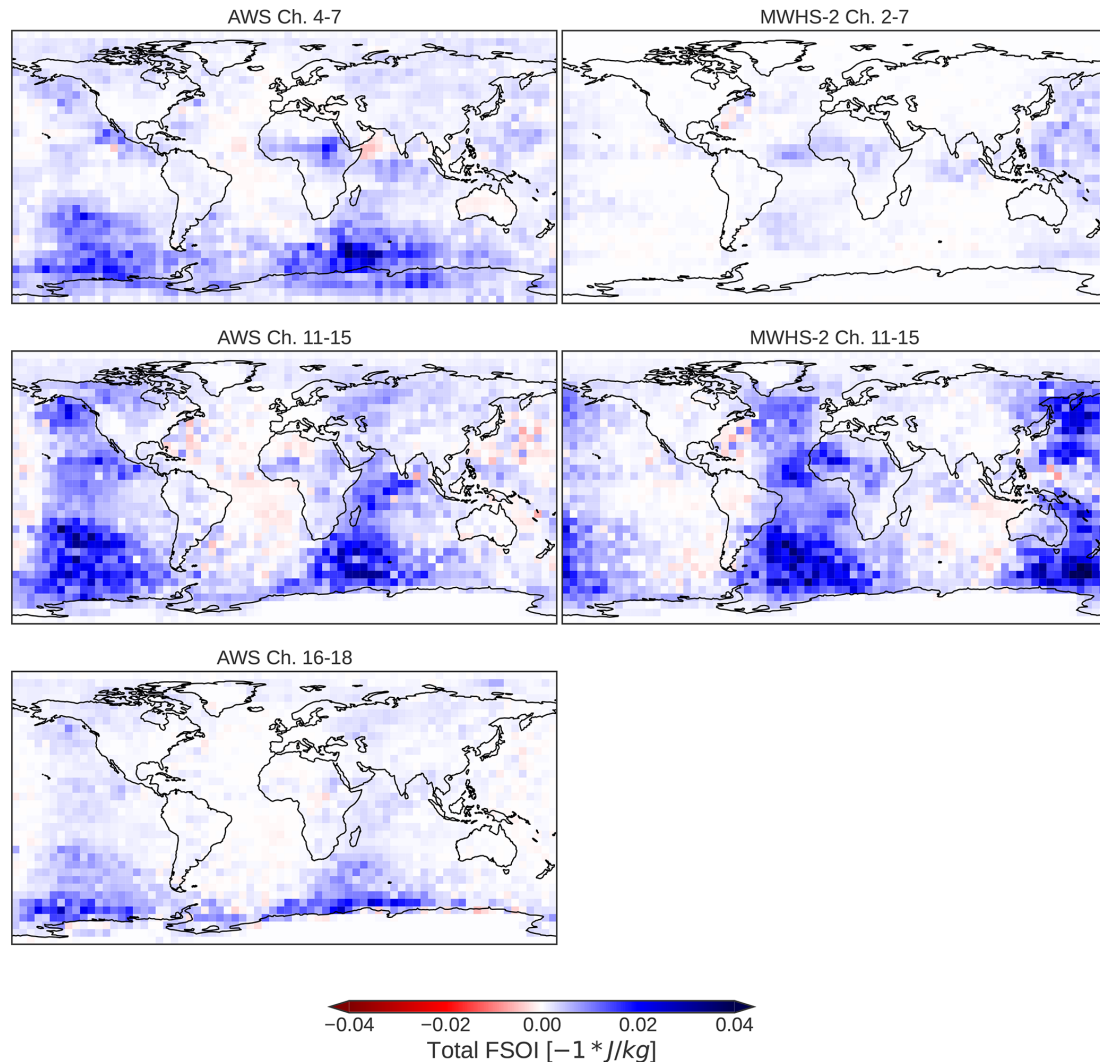 AWS Ch. 4-7
MWHS-2 Ch. 2-7
AWS Ch. 11-15
MWHS-2 Ch. 11-15
AWS Ch. 16-18
−0.04 −0.02 0.00 0.02 0.04
Total FSOI [−1 * J/kg]